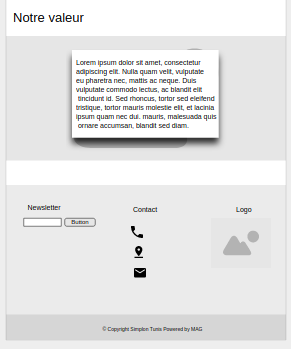 Notre valeur
Lorem ipsum dolor sit amet, consectetur
adipiscing elit. Nulla quam velit, vulputate
eu pharetra nec, mattis ac neque. Duis
vulputate commodo lectus, ac blandit elit
tincidunt id. Sed rhoncus, tortor sed eleifend
tristique, tortor mauris molestie elit, et lacinia
ipsum quam nec dui. mauris, malesuada quis
ornare accumsan, blandit sed diam.
Newsletter
Button
Contact
Logo
© Copyright Simplon Tunis Powered by MAG